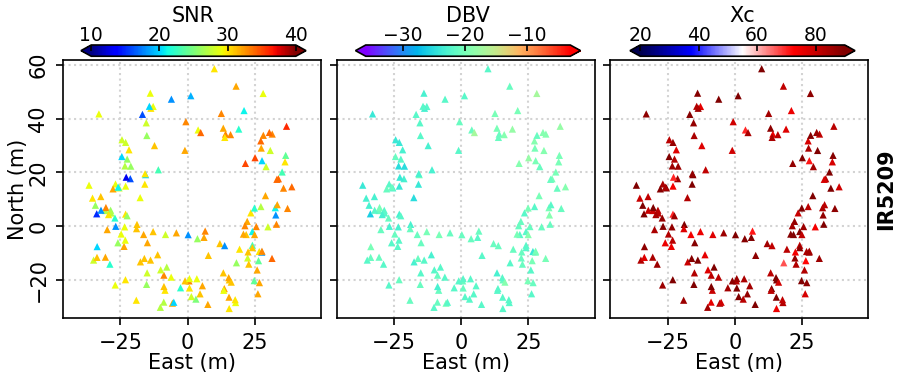 SNR
DBV
Xc
10 20 30 40
−30 −20 −10
20 40 60 80
60
40
20
0
−20
North (m)
IR5209
−25 0 25
−25 0 25
−25 0 25
East (m)
East (m)
East (m)